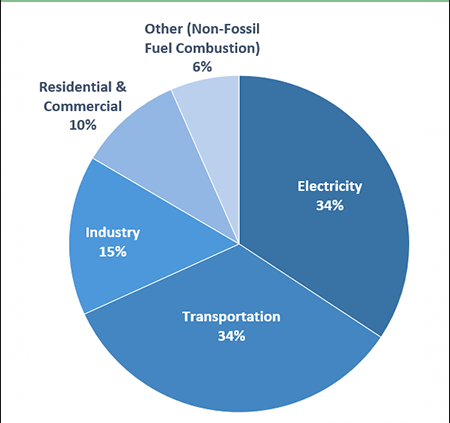 Other (Non-Fossil
Fuel Combustion)
6%
Residential &
Commercial
10%
Electricity
34%
Industry
15%
Transportation
34%